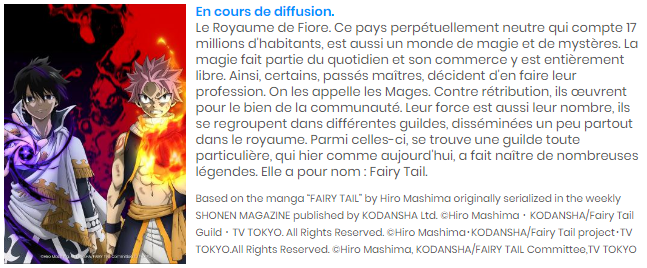 En cours de diffusion.
Le Royaume de Fiore. Ce pays perpétuellement neutre qui compte 17
millions d'habitants, est aussi un monde de magie et de mystères. La
magie fait partie du quotidien et son commerce y est entièrement
libre. Ainsi, certains, passés maîtres, décident d'en faire leur
profession. On les appelle les Mages. Contre rétribution, ils œuvrent
pour le bien de la communauté. Leur force est aussi leur nombre, ils
se regroupent dans différentes guildes, disséminées un peu partout
dans le royaume. Parmi celles-ci, se trouve une guilde toute
particulière, qui hier comme aujourd'hui, a fait naître de nombreuses
légendes. Elle a pour nom : Fairy Tail.
Based on the manga "FAIRY TAIL" by Hiro Mashima originally serialized in the weekly
SHONEN MAGAZINE published by KODANSHA Ltd. ©Hiro Mashima・KODANSHA/Fairy Tail
Guild・TV TOKYO. All Rights Reserved. ©Hiro Mashima•KODANSHA/Fairy Tail project•TV
TOKYO.All Rights Reserved. ©Hiro Mashima, KODANSHA/FAIRY TAIL Committee,TV TOKYO